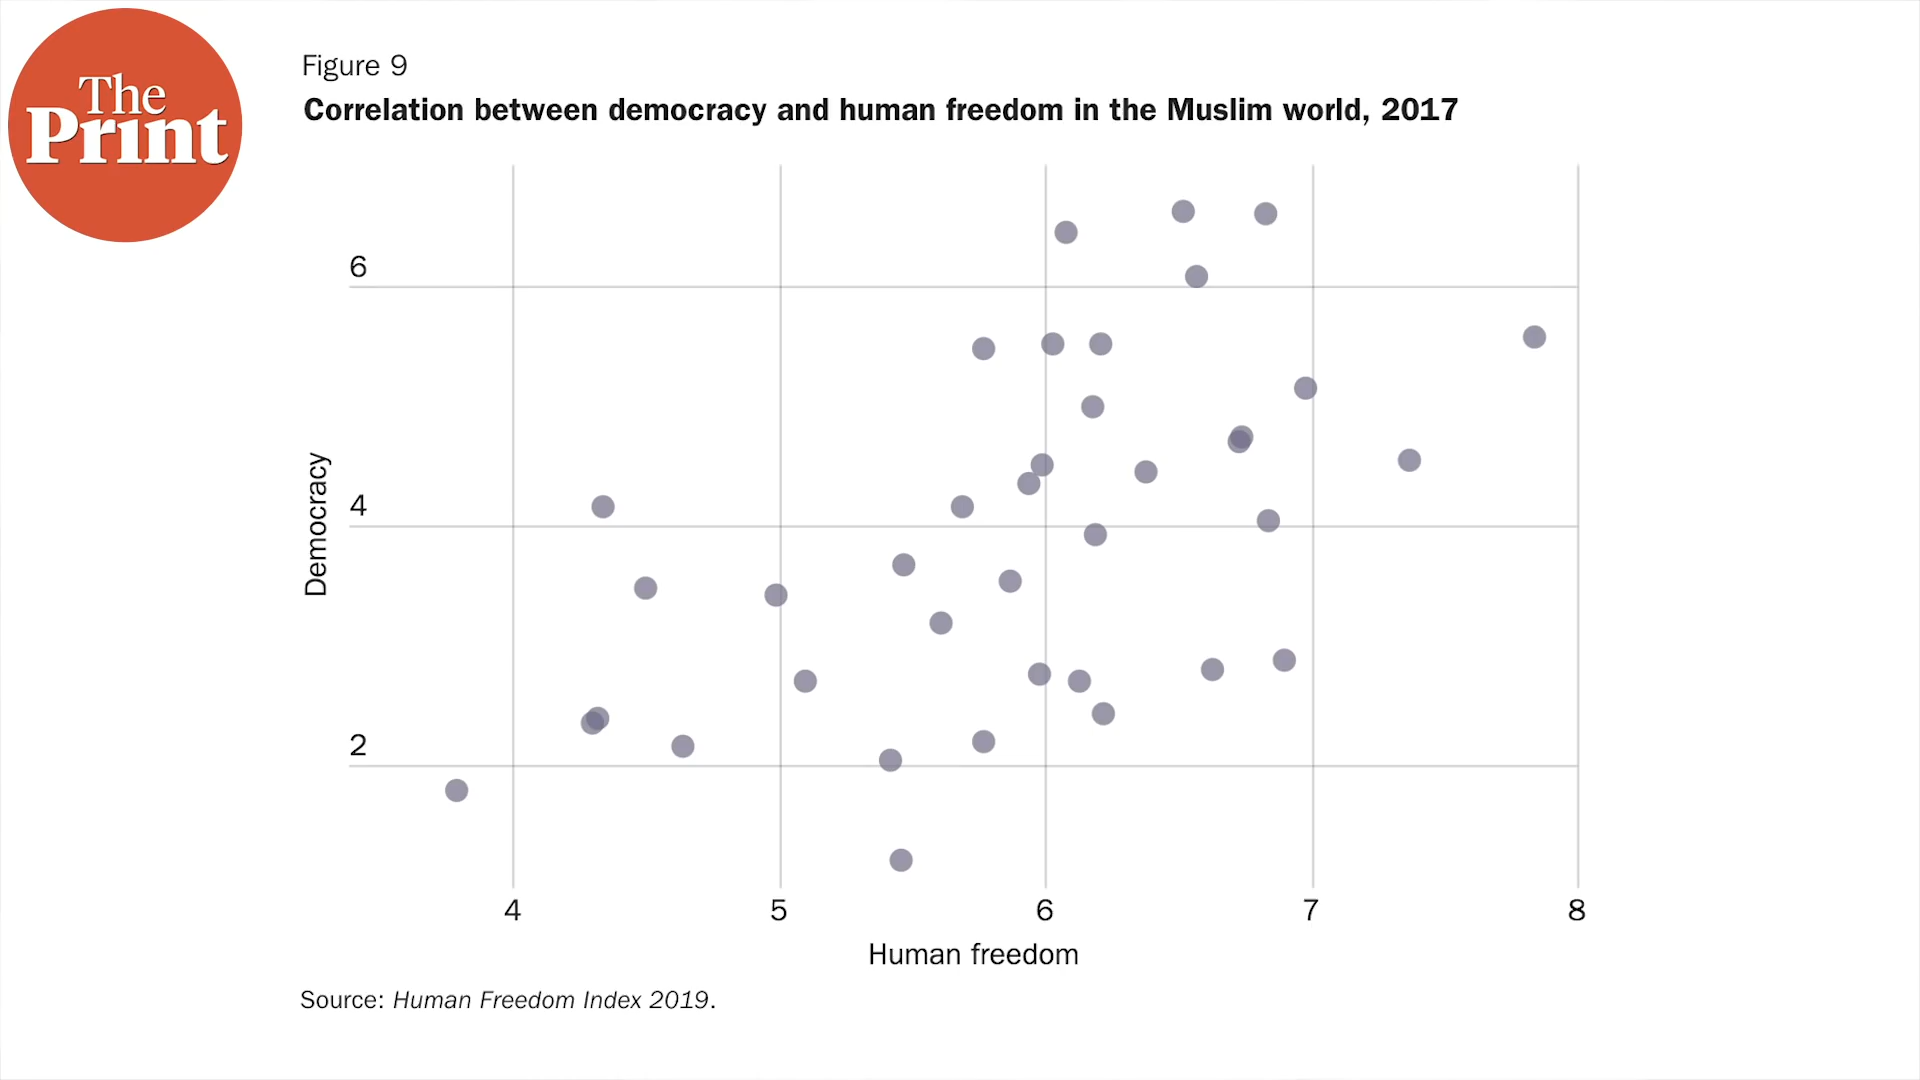 The
Print
Figure 9
Correlation between democracy and human freedom in the Muslim world, 2017
6
4
2
Democracy
4 5 6 7 8
Human freedom
Source: Human Freedom Index 2019.